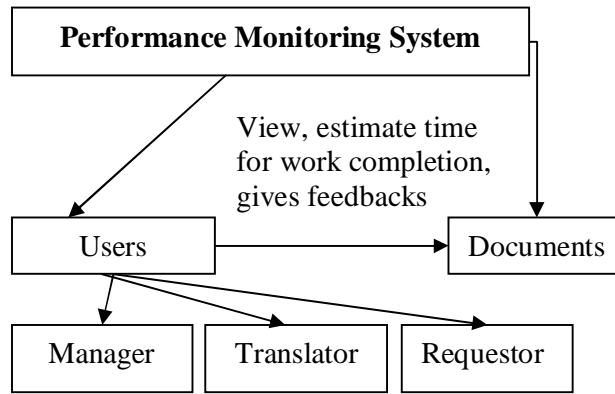 Performance Monitoring System
View, estimate time
for work completion,
gives feedbacks
Users
Documents
Manager
Translator
Requestor